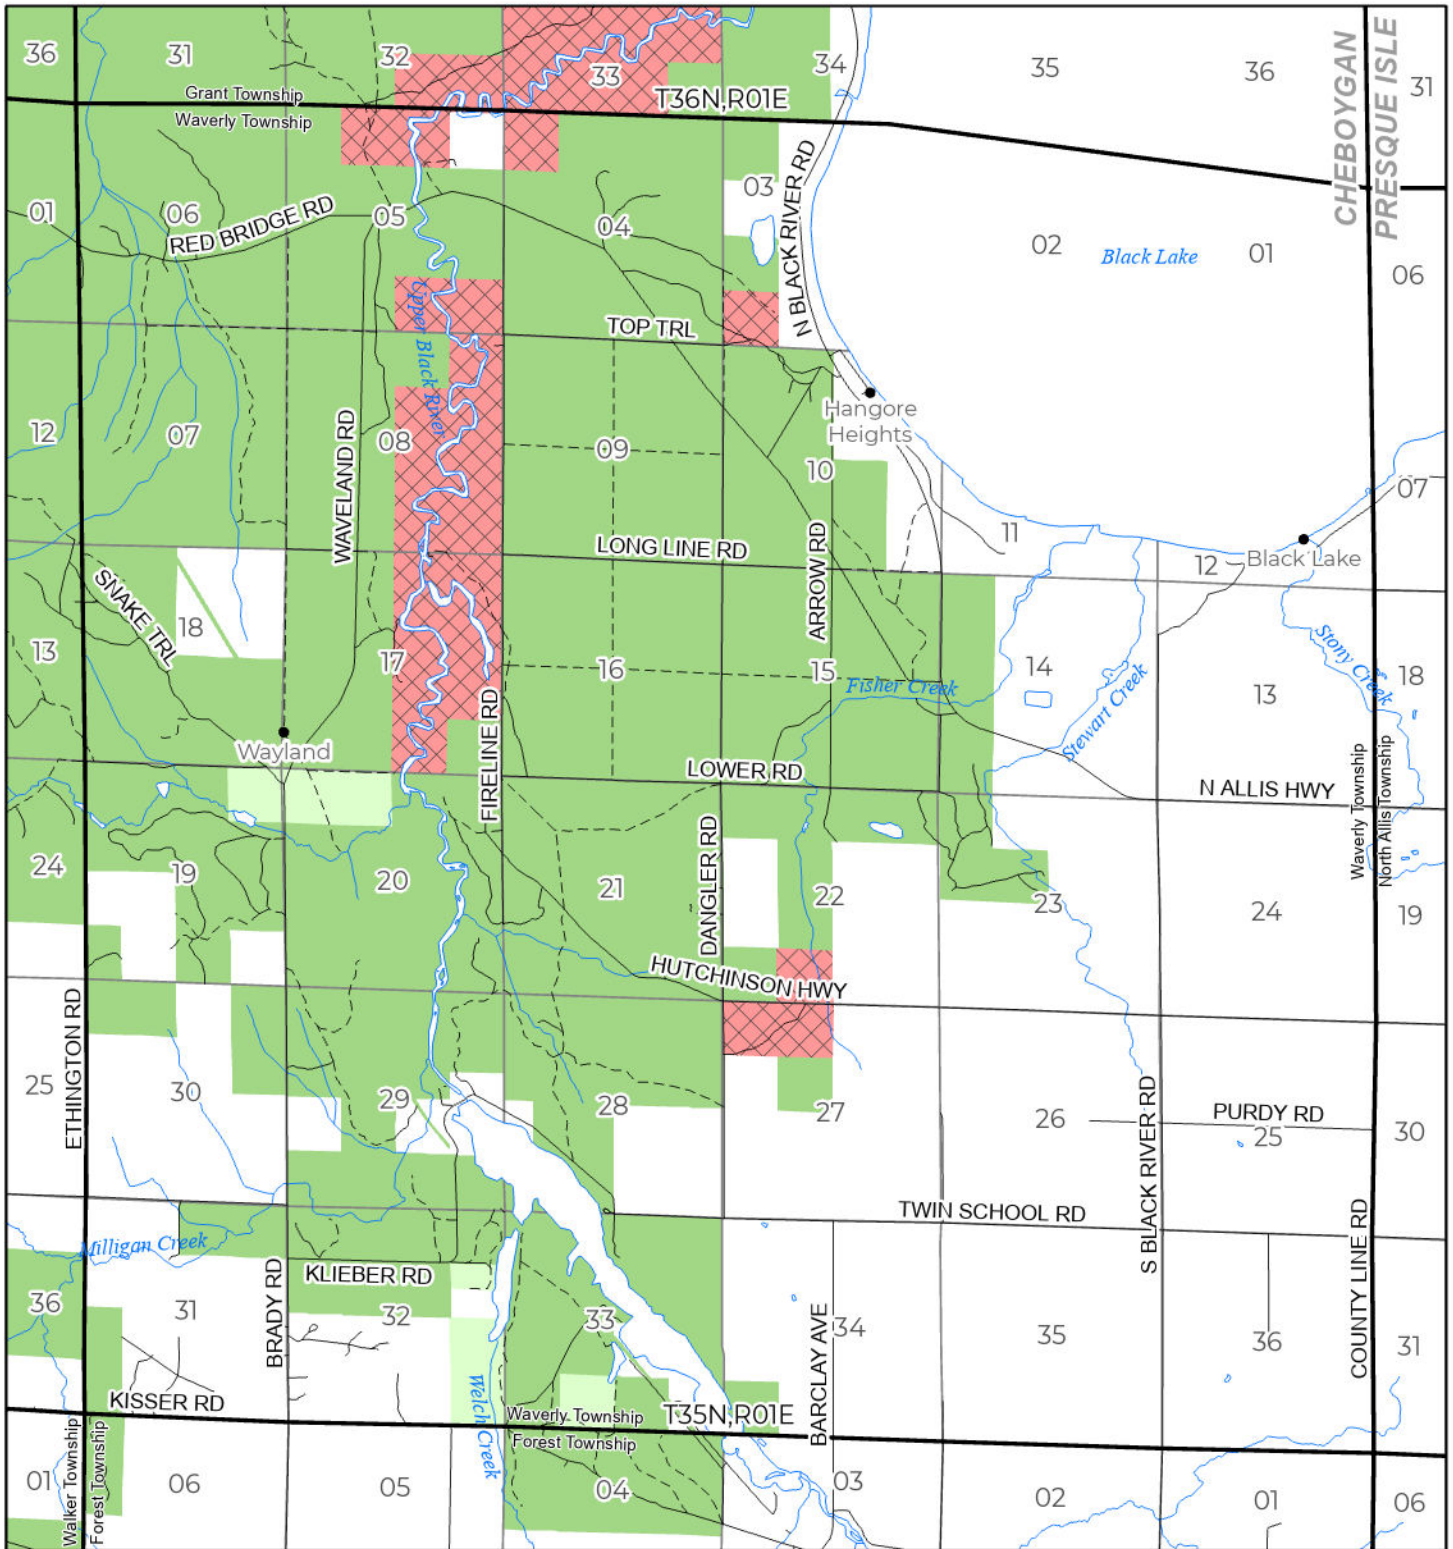 36
31
32
33
34
35
36
31
CHEBOYGAN
PRESQUE ISLE
Grant Township
Waverly Township
T36N,R01E
01
06
RED BRIDGE RD
05
04
03
N BLACK RIVER RD
02
Black Lake
01
06
Upper Black River
TOP TRL
Hangore
Heights
12
07
WAVELAND RD
08
09
10
11
07
LONG LINE RD
ARROW RD
12
Black Lake
SNAKE TRL
18
13
17
16
15
Fisher Creek
14
Stewart Creek
13
Stony Creek
18
Wayland
FIRELINE RD
LOWER RD
N ALLIS HWY
Waverly Township
North Allis Township
24
19
20
21
DANGLER RD
22
23
24
19
HUTCHINSON HWY
ETHINGTON RD
25
30
29
28
27
26
S BLACK RIVER RD
PURDY RD
25
30
TWIN SCHOOL RD
Milligan Creek
KLIEBER RD
BRADY RD
COUNTY LINE RD
36
31
32
33
BARCLAY AVE
34
35
36
31
KISSER RD
Welch Creek
Waverly Township
T35N,R01E
Forest Township
Walker Township
Forest Township
01
06
05
04
03
02
01
06